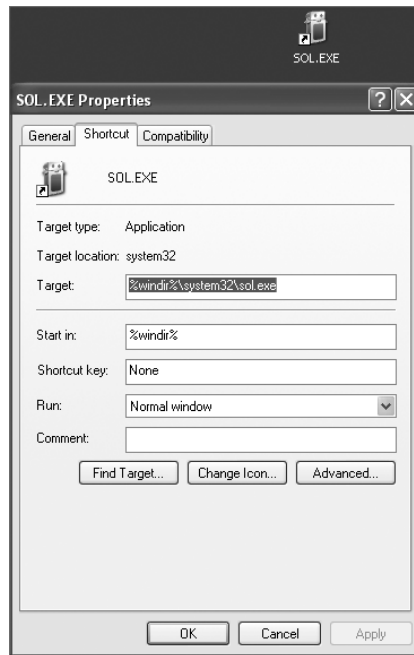 SOL.EXE
SOL.EXE Properties
General Shortcut Compatibility
SOL.EXE
Target type: Application
Target location: system32
Target: %windir%\system32\sol.exe
Start in: %windir%
Shortcut key: None
Run: Normal window
Comment:
Find Target... Change Icon... Advanced...
OK Cancel Apply